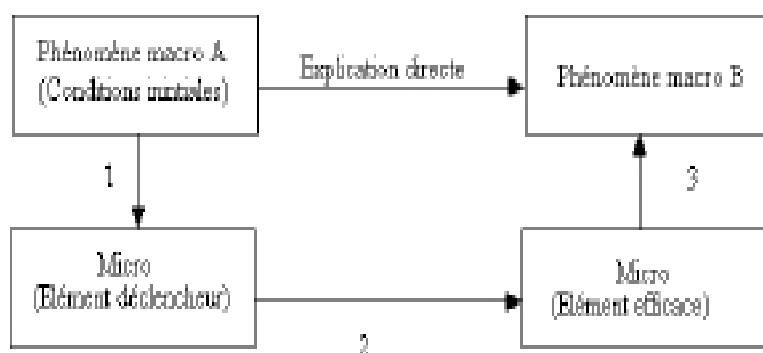 Phénomène macro A
(Conditions initiales)
Explication directe
Phénomène macro B
1
3
Micro
(Elément déclencheur)
Micro
(Elément efficace)
2